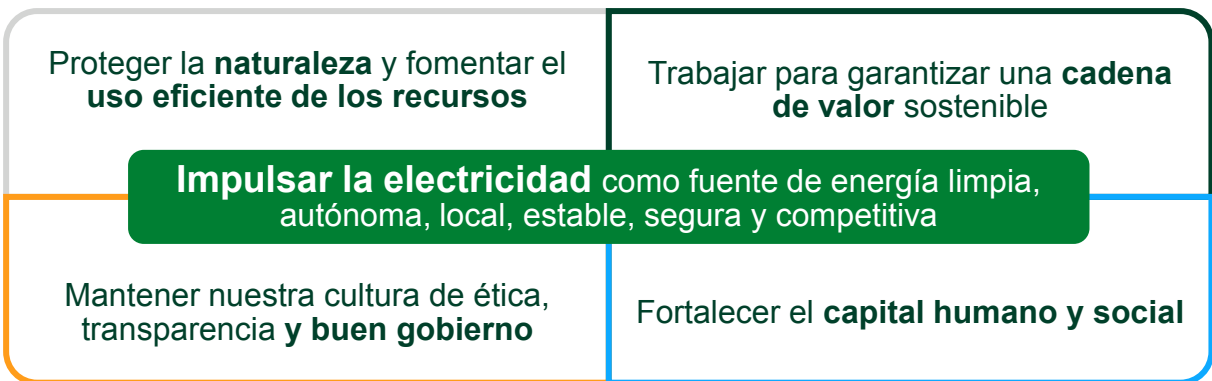 Proteger la naturaleza y fomentar el
uso eficiente de los recursos
Trabajar para garantizar una cadena
de valor sostenible
Impulsar la electricidad como fuente de energía limpia,
autónoma, local, estable, segura y competitiva
Mantener nuestra cultura de ética,
transparencia y buen gobierno
Fortalecer el capital humano y social